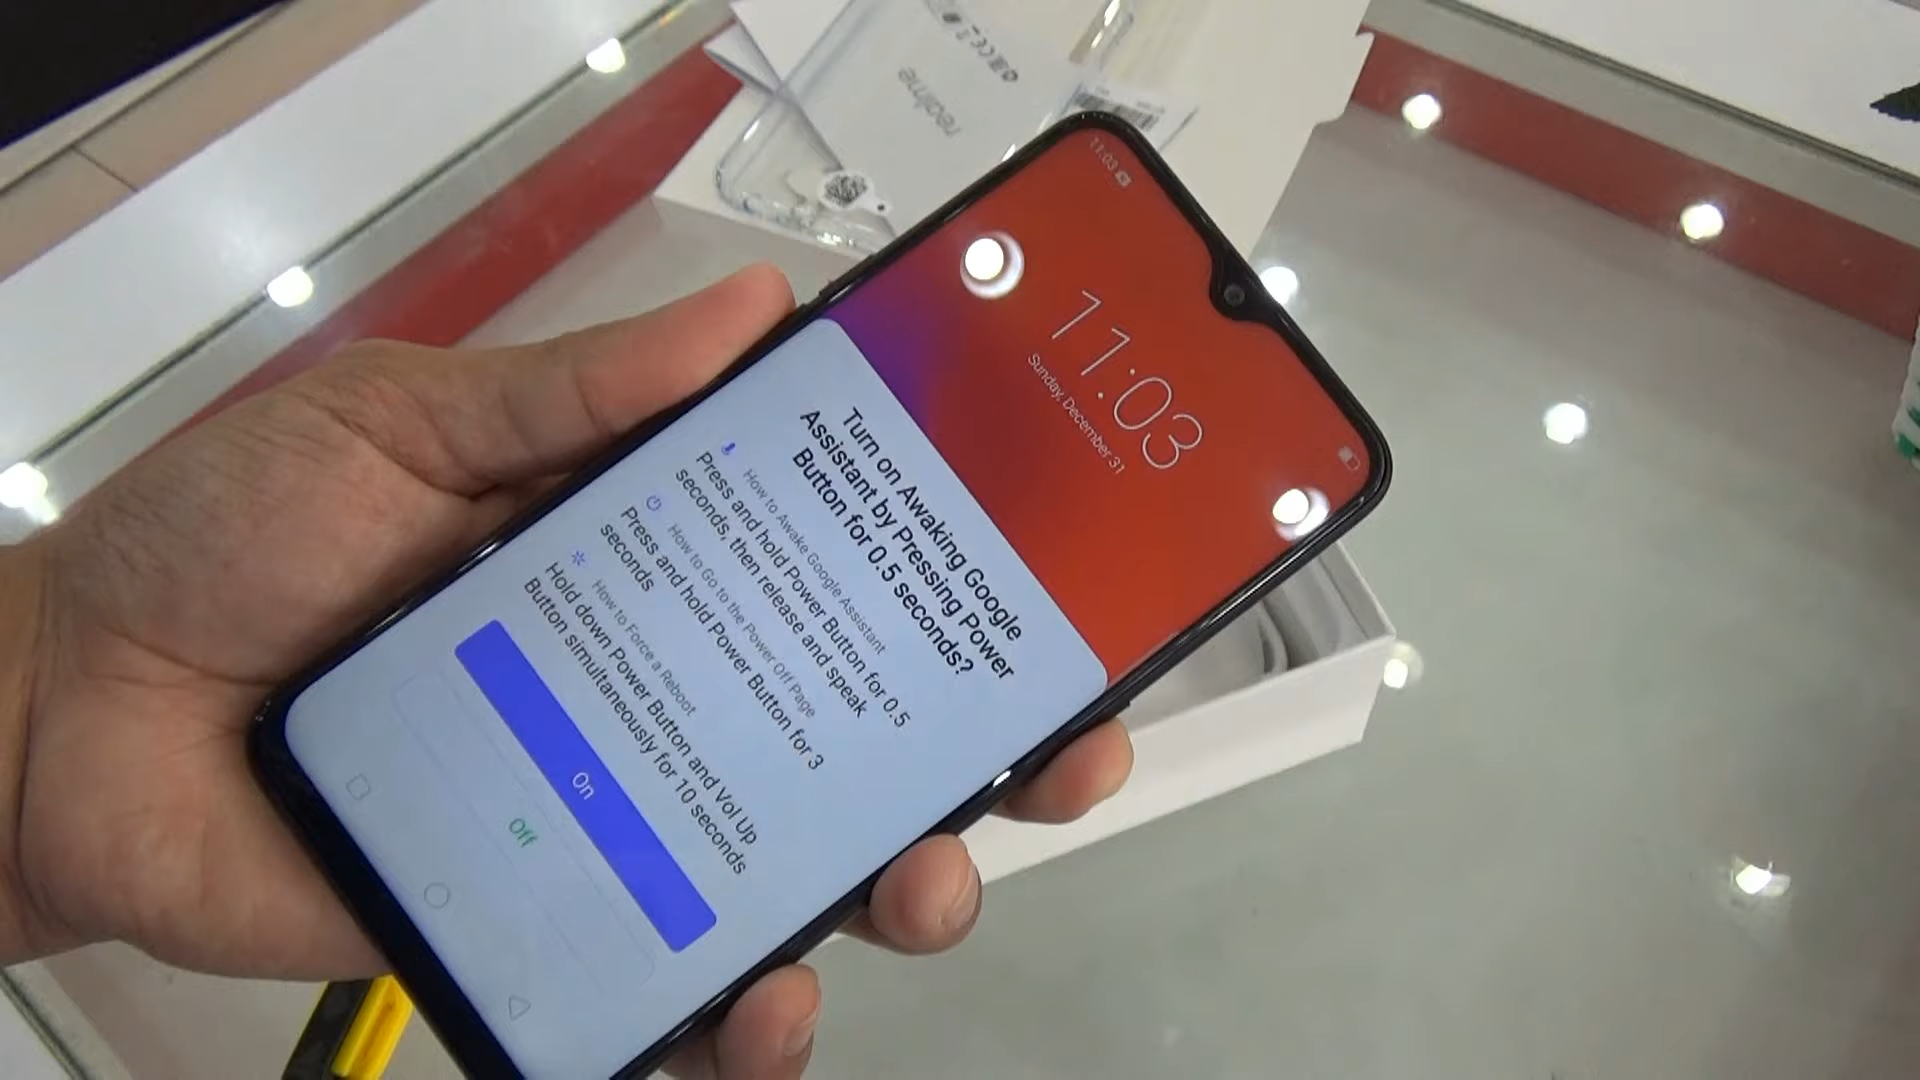 realme
11:03
11:03
Sunday, December 31
Turn on Awaking Google
Assistant by Pressing Power
Button for 0.5 seconds?
How to Awake Google Assistant
Press and hold Power Button for 0.5
seconds, then release and speak
How to Go to the Power Off Page
Press and hold Power Button for 3
seconds
How to Force a Reboot
Hold down Power Button and Vol Up
Button simultaneously for 10 seconds
On
Off